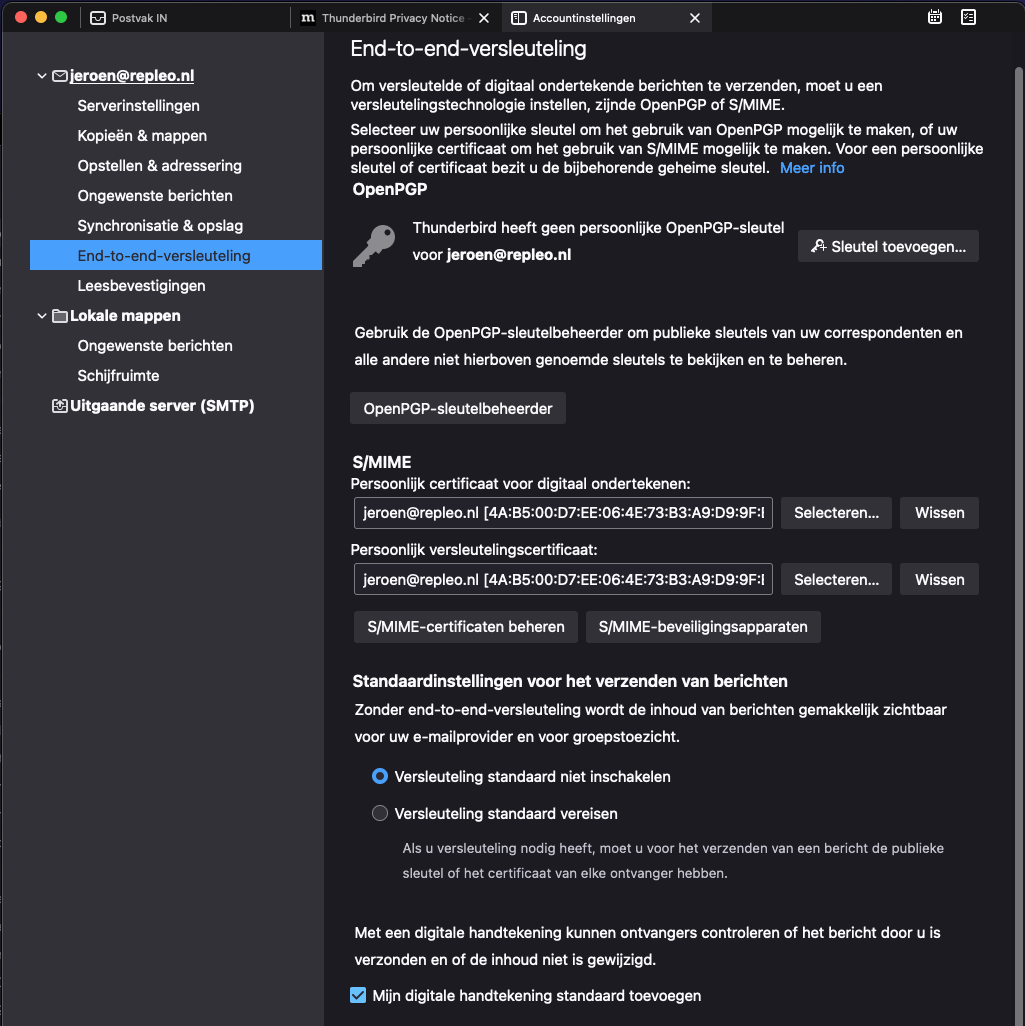 Postvak IN
m Thunderbird Privacy Notice
Accountinstellingen
jeroen@repleo.nl
Serverinstellingen
Kopieën & mappen
Opstellen & adressering
Ongewenste berichten
Synchronisatie & opslag
End-to-end-versleuteling
Leesbevestigingen
Lokale mappen
Ongewenste berichten
Schijfruimte
Uitgaande server (SMTP)
End-to-end-versleuteling
Om versleutelde of digitaal ondertekende berichten te verzenden, moet u een
versleutelingstechnologie instellen, zijnde OpenPGP of S/MIME.
Selecteer uw persoonlijke sleutel om het gebruik van OpenPGP mogelijk te maken, of uw
persoonlijke certificaat om het gebruik van S/MIME mogelijk te maken. Voor een persoonlijke
sleutel of certificaat bezit u de bijbehorende geheime sleutel. Meer info
OpenPGP
Thunderbird heeft geen persoonlijke OpenPGP-sleutel
voor jeroen@repleo.nl
Sleutel toevoegen...
Gebruik de OpenPGP-sleutelbeheerder om publieke sleutels van uw correspondenten en
alle andere niet hierboven genoemde sleutels te bekijken en te beheren.
OpenPGP-sleutelbeheerder
S/MIME
Persoonlijk certificaat voor digitaal ondertekenen:
jeroen@repleo.nl [4A:B5:00:D7:EE:06:4E:73:B3:A9:D9:9F:
Selecteren... Wissen
Persoonlijk versleutelingscertificaat:
jeroen@repleo.nl [4A:B5:00:D7:EE:06:4E:73:B3:A9:D9:9F:
Selecteren... Wissen
S/MIME-certificaten beheren S/MIME-beveiligingsapparaten
Standaardinstellingen voor het verzenden van berichten
Zonder end-to-end-versleuteling wordt de inhoud van berichten gemakkelijk zichtbaar
voor uw e-mailprovider en voor groepstoezicht.
Versleuteling standaard niet inschakelen
Versleuteling standaard vereisen
Als u versleuteling nodig heeft, moet u voor het verzenden van een bericht de publieke
sleutel of het certificaat van elke ontvanger hebben.
Met een digitale handtekening kunnen ontvangers controleren of het bericht door u is
verzonden en of de inhoud niet is gewijzigd.
Mijn digitale handtekening standaard toevoegen